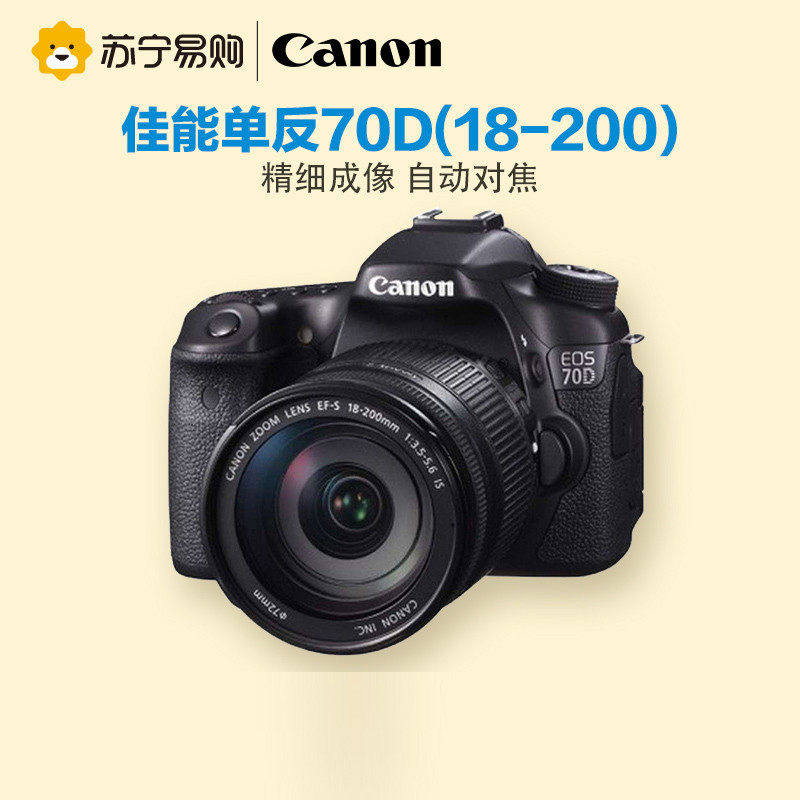 苏宁易购 Canon
佳能单反70D(18-200)
精细成像 自动对焦
Canon
EOS
70D
CANON ZOOM LENS EF-S 18-200mm 1:3.5-5.6 IS
ø72mm
CANON INC.